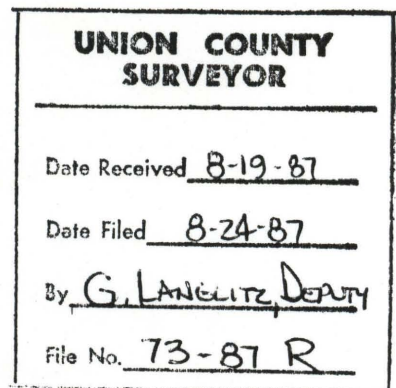 UNION COUNTY
SURVEYOR
Date Received 8-19-87
Date Filed 8-24-87
By G. LANGLITZ, DEPUTY
File No. 73-87 R